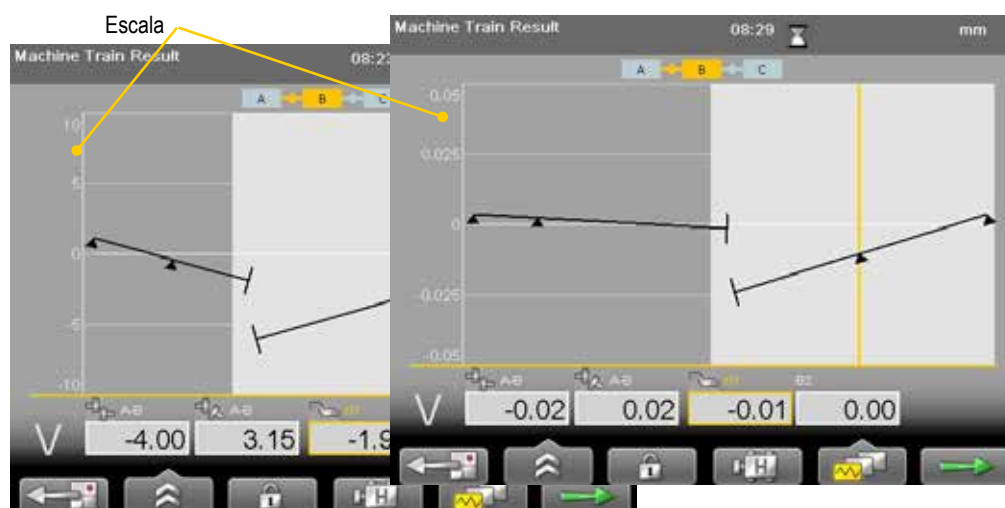 Escala
Machine Train Result 08:2
A B C
10
5
0
-5
-10
A-B A-B
V -4.00 3.15 -1.9
H
Machine Train Result 08:29 mm
A B C
-0.05
0.025
0
-0.025
-0.05
A-B A-B B2
V -0.02 0.02 -0.01 0.00
H